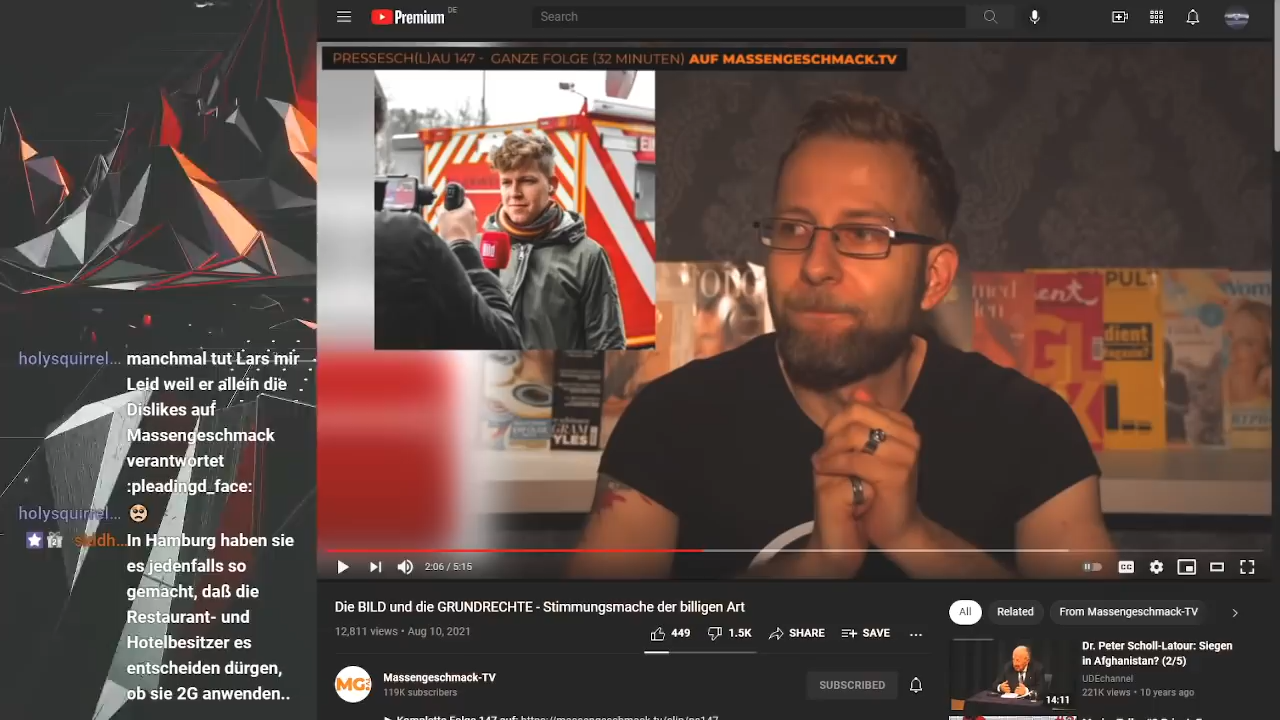 Premium DE
Search
PRESSESCH(L)AU 147 - GANZE FOLGE (32 MINUTEN) AUF MASSENGESCHMACK.TV
Bild
holysquirrel... manchmal tut Lars mir
Leid weil er allein die
Dislikes auf
Massengeschmack
verantwortet
:pleadingd_face:
holysquirrel... 🥺
In Hamburg haben sie
es jedenfalls so
gemacht, daß die
Restaurant- und
Hotelbesitzer es
entscheiden dürgen,
ob sie 2G anwenden..
2:06 / 5:15
CC
Die BILD und die GRUNDRECHTE - Stimmungsmache der billigen Art
12,811 views • Aug 10, 2021
449
1.5K
SHARE
SAVE
MG
Massengeschmack-TV
119K subscribers
SUBSCRIBED
All
Related
From Massengeschmack-TV
Dr. Peter Scholl-Latour: Siegen
in Afghanistan? (2/5)
UDEchannel
221K views • 10 years ago
14:11